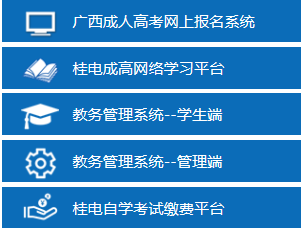 广西成人高考网上报名系统
桂电成高网络学习平台
教务管理系统--学生端
教务管理系统--管理端
桂电自学考试缴费平台